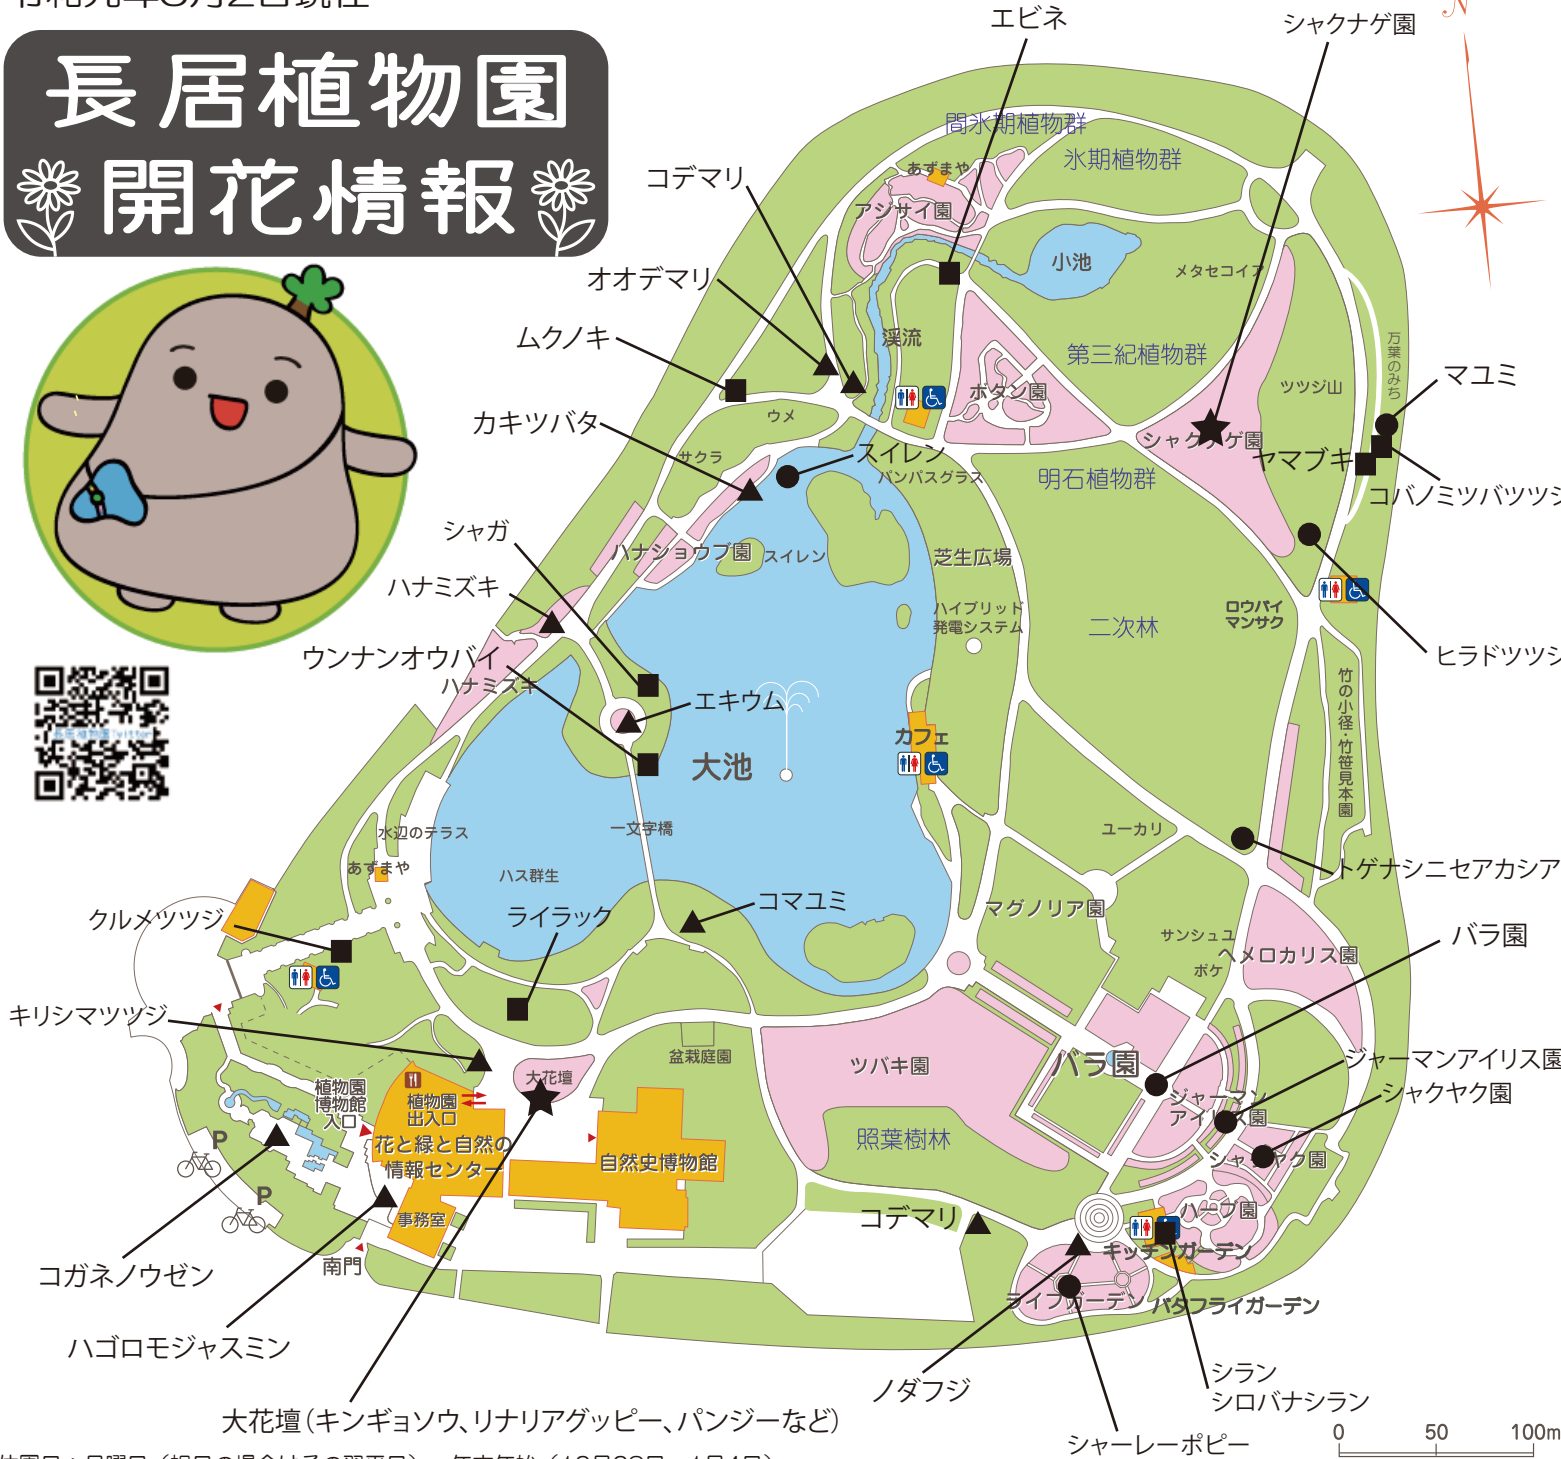 長居植物園
開花情報
エビネ
シャクナゲ園
コデマリ
オオデマリ
ムクノキ
カキツバタ
スイレン
シャガ
ハナミズキ
ウンナンオウバイ
エキウム
マユミ
ヤマブキ
コバノミツバツツジ
ヒラドツツジ
トゲナシニセアカシア
バラ園
ジャーマンアイリス園
シャクヤク園
コマユミ
ライラック
クルメツツジ
キリシマツツジ
コガネノウゼン
ハゴロモジャスミン
大花壇（キンギョソウ、リナリアグッピー、パンジーなど）
コデマリ
ノダフジ
シラン
シロバナシラン
シャーレーポピー
間氷期植物群
氷期植物群
あずまや
アジサイ園
小池
メタセコイア
渓流
第三紀植物群
ボタン園
ツツジ山
万葉のみち
シャクナゲ園
ウメ
サクラ
パンパスグラス
明石植物群
ハナショウブ園
スイレン
芝生広場
ハイブリッド
発電システム
二次林
ロウバイ
マンサク
ハナミズキ
竹の小径・竹笹見本園
カフェ
大池
一文字橋
水辺のテラス
あずまや
ハス群生
ユーカリ
マグノリア園
サンシュユ
ボケ
ヘメロカリス園
盆栽庭園
ツバキ園
バラ園
大花壇
植物園
博物館
入口
植物園
出入口
花と緑と自然の
情報センター
自然史博物館
事務室
南門
P
P
照葉樹林
ジャーマン
アイリス園
シャクヤク園
ハーブ園
キッチンガーデン
ライフガーデン
バタフライガーデン
N
0 50 100m